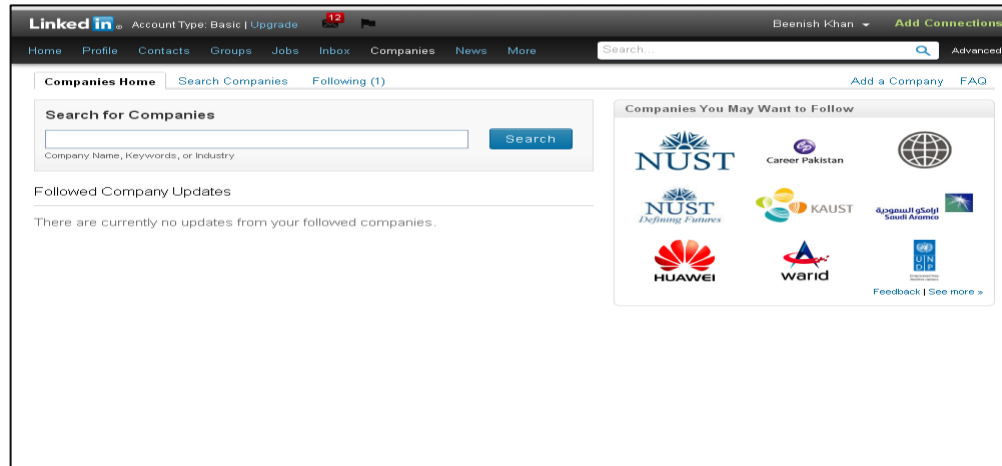 Linked in ® Account Type: Basic | Upgrade 12 Beenish Khan Add Connections
Home Profile Contacts Groups Jobs Inbox Companies News More Search... Advanced
Companies Home Search Companies Following (1) Add a Company FAQ
Search for Companies
Search
Company Name, Keywords, or Industry
Followed Company Updates
There are currently no updates from your followed companies.
Companies You May Want to Follow
NUST Career Pakistan
NUST Defining Futures KAUST أرامكو السعودية Saudi Aramco
HUAWEI warid UNDP
Feedback | See more »